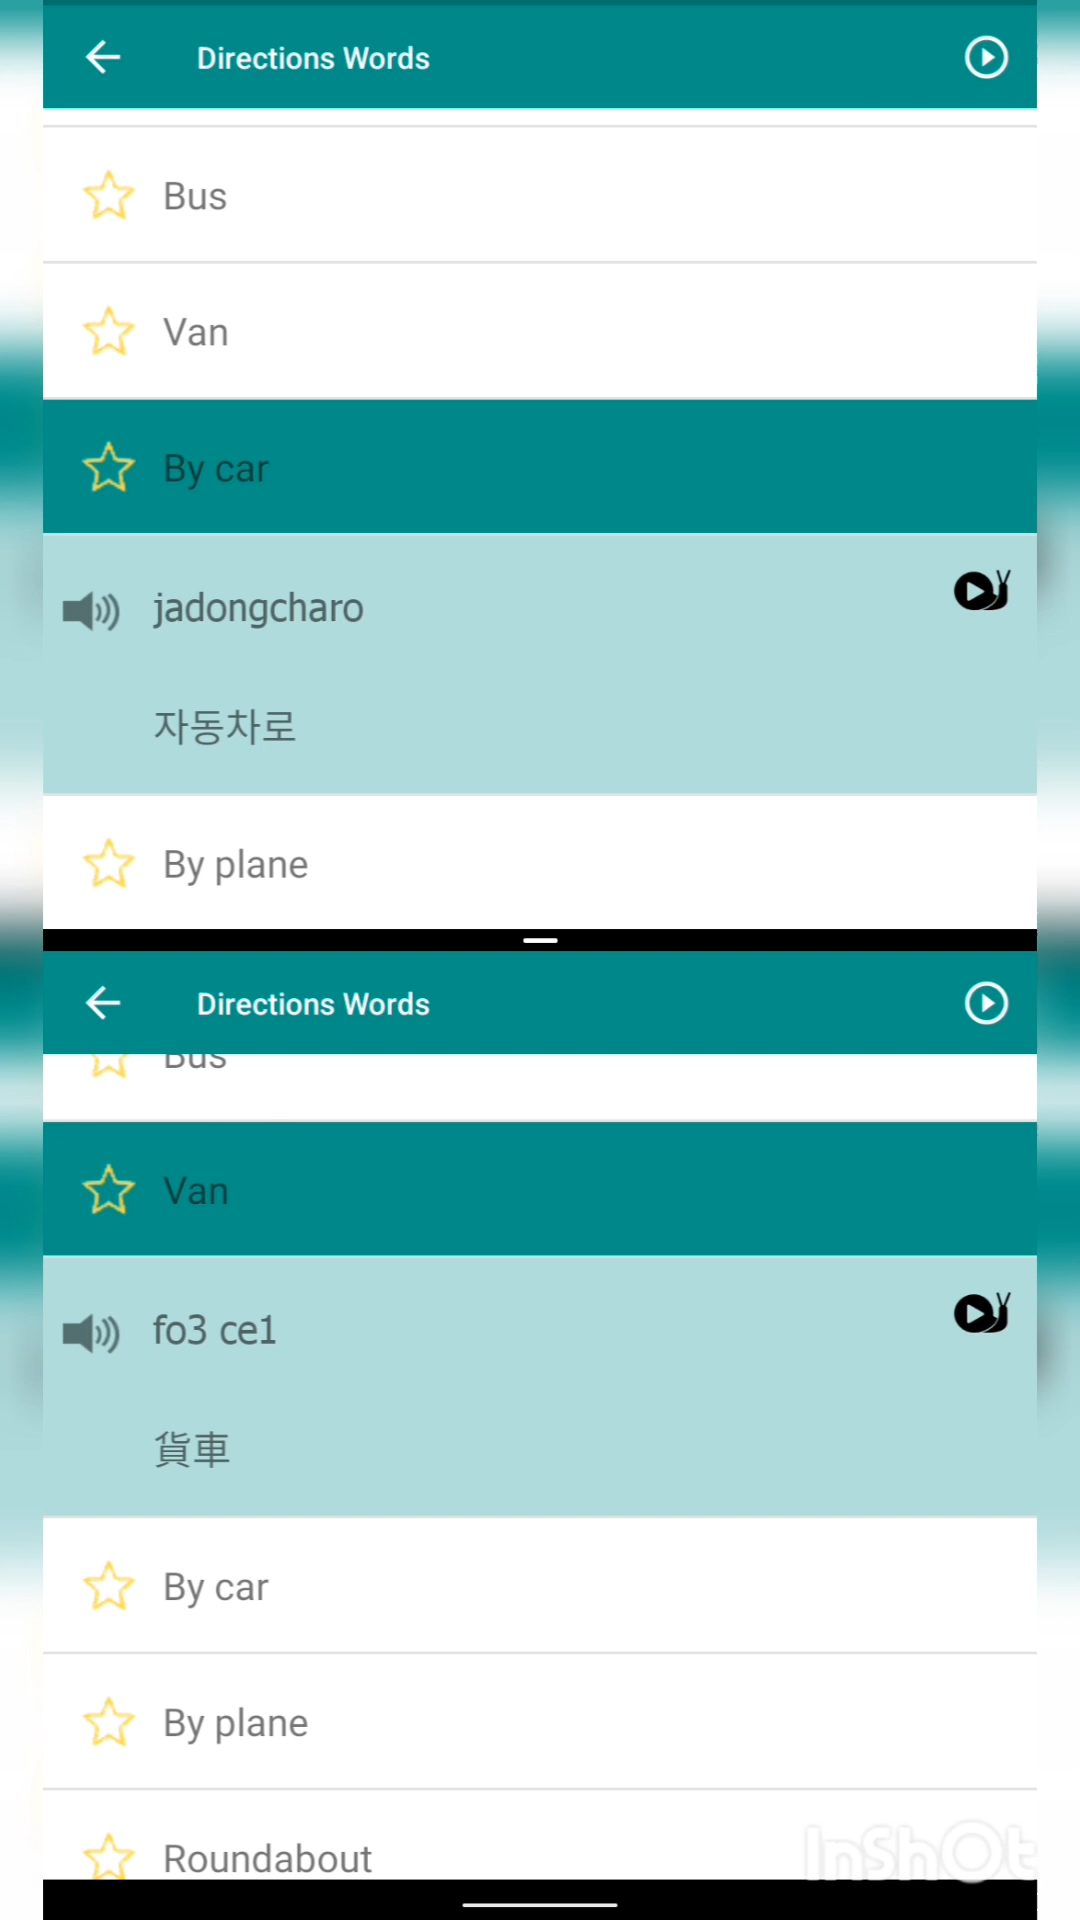 Directions Words
Bus
Van
By car
jadongcharo
자동차로
By plane
Directions Words
Bus
Van
fo3 ce1
貨車
By car
By plane
Roundabout
InShOt